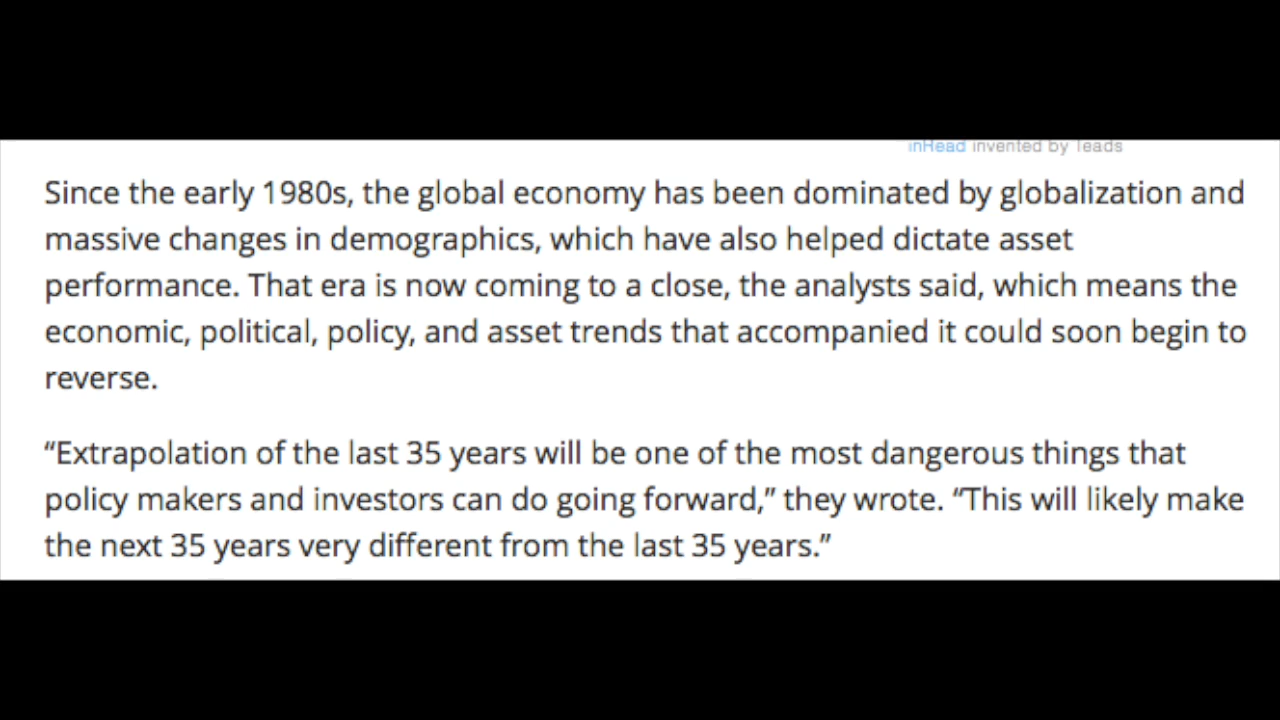 inRead invented by Teads
Since the early 1980s, the global economy has been dominated by globalization and
massive changes in demographics, which have also helped dictate asset
performance. That era is now coming to a close, the analysts said, which means the
economic, political, policy, and asset trends that accompanied it could soon begin to
reverse.
“Extrapolation of the last 35 years will be one of the most dangerous things that
policy makers and investors can do going forward,” they wrote. “This will likely make
the next 35 years very different from the last 35 years.”